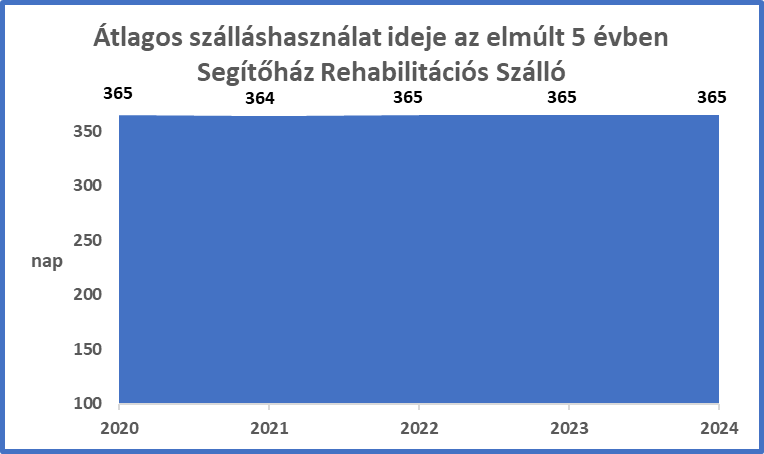 Átlagos szálláshasználat ideje az elmúlt 5 évben
Segítőház Rehabilitációs Szálló
365 364 365 365 365
350
300
250
nap
200
150
100
2020 2021 2022 2023 2024